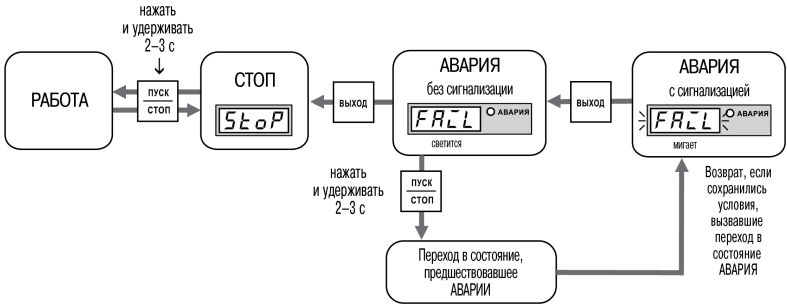 нажать
и удерживать
2–3 с
РАБОТА
ПУСК
СТОП
СТОП
StoP
ВЫХОД
АВАРИЯ
без сигнализации
FAIL
АВАРИЯ
светится
ВЫХОД
АВАРИЯ
с сигнализацией
FAIL
АВАРИЯ
мигает
нажать
и удерживать
2–3 с
ПУСК
СТОП
Возврат, если
сохранились
условия,
вызвавшие
переход в
состояние
АВАРИЯ
Переход в состояние,
предшествовавшее
АВАРИИ